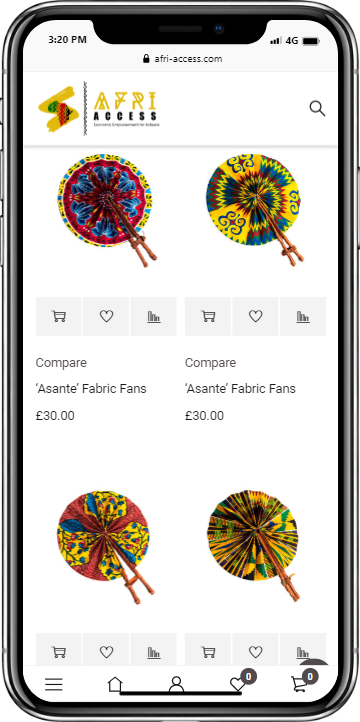 3:20 PM
4G
afri-access.com
AFRI
ACCESS
Economic Empowerment for Artisans
Compare
Compare
‘Asante’ Fabric Fans
‘Asante’ Fabric Fans
£30.00
£30.00
0
0